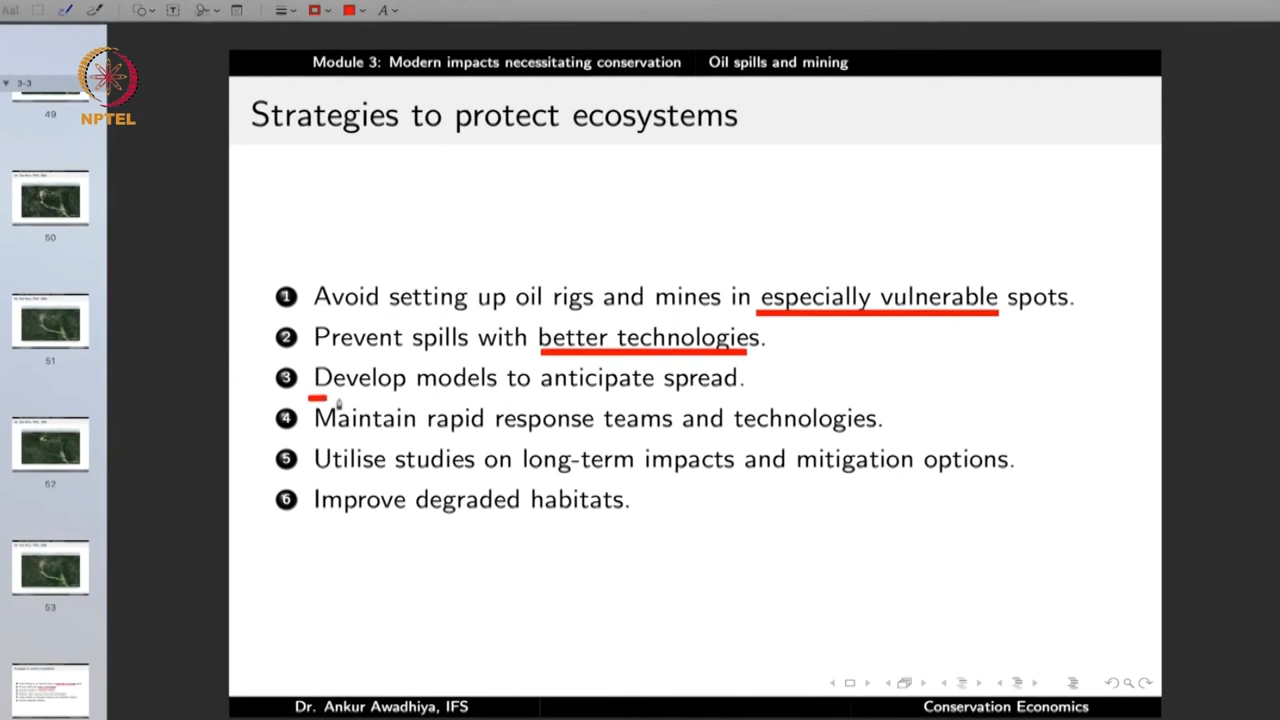 3-3
49
50
51
52
53
NPTEL
Module 3: Modern impacts necessitating conservation Oil spills and mining
Strategies to protect ecosystems
1 Avoid setting up oil rigs and mines in especially vulnerable spots.
2 Prevent spills with better technologies.
3 Develop models to anticipate spread.
4 Maintain rapid response teams and technologies.
5 Utilise studies on long-term impacts and mitigation options.
6 Improve degraded habitats.
Dr. Ankur Awadhiya, IFS Conservation Economics